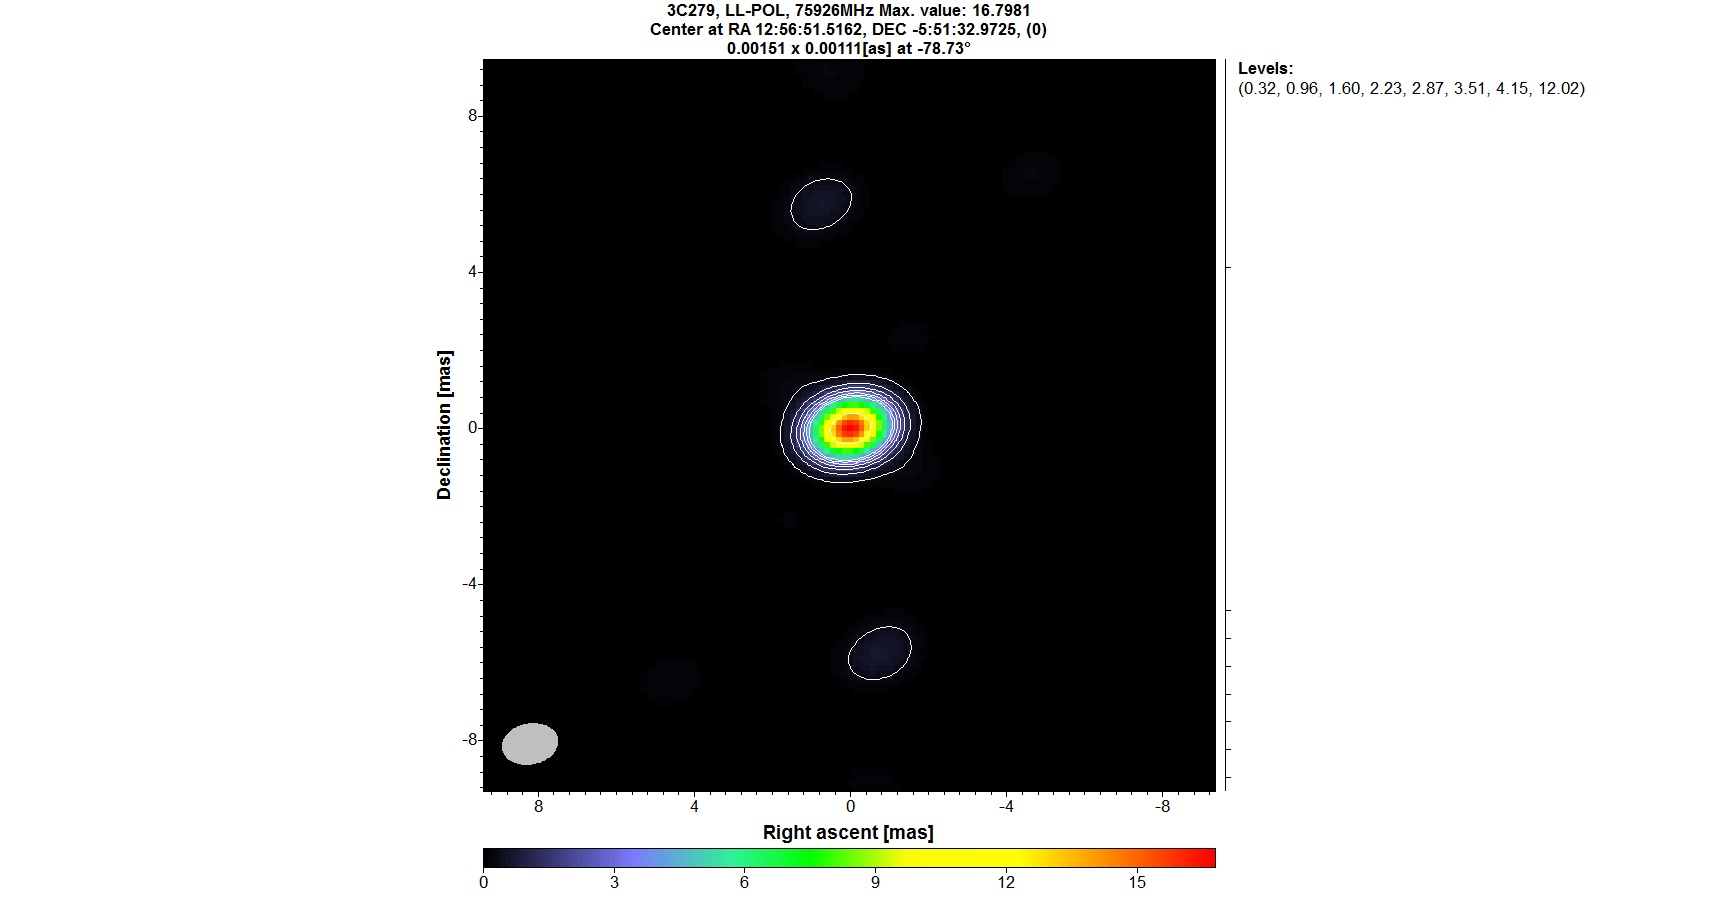 3C279, LL-POL, 75926MHz Max. value: 16.7981
Center at RA 12:56:51.5162, DEC -5:51:32.9725, (0)
0.00151 x 0.00111[as] at -78.73°
Levels:
(0.32, 0.96, 1.60, 2.23, 2.87, 3.51, 4.15, 12.02)
8
4
0
-4
-8
Declination [mas]
8 4 0 -4 -8
Right ascent [mas]
0 3 6 9 12 15